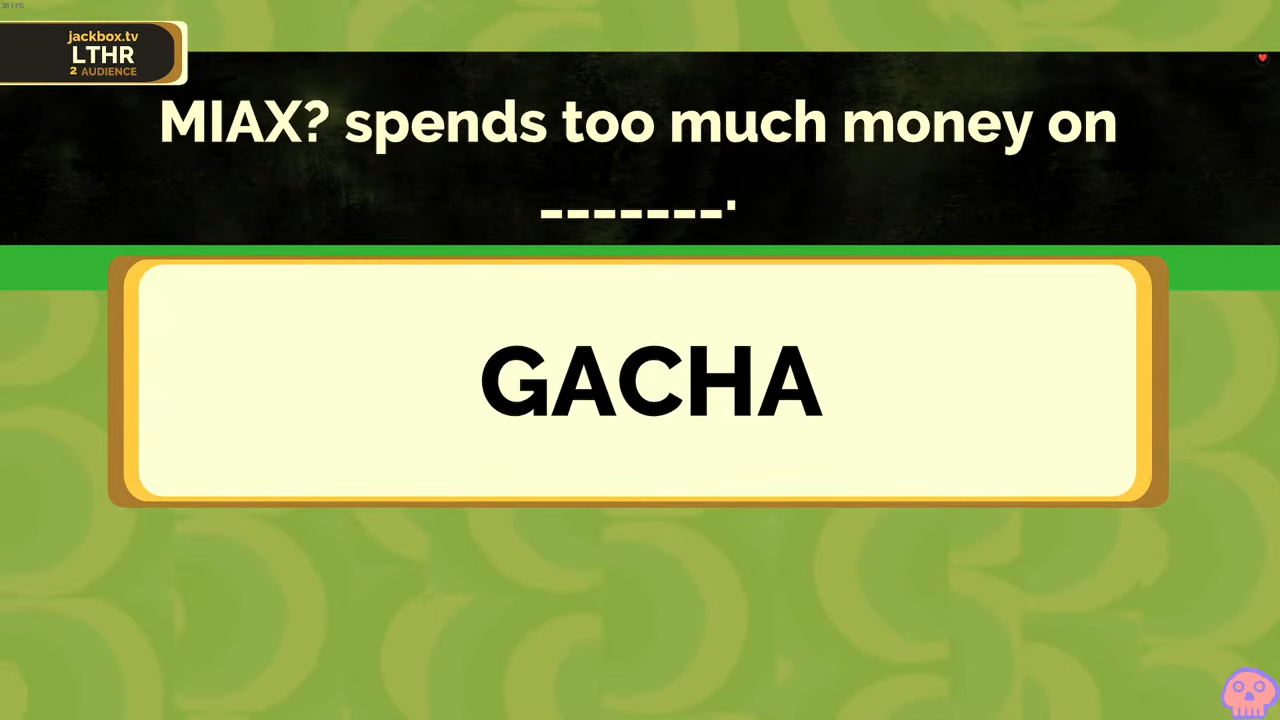 jackbox.tv
LTHR
2 AUDIENCE
MIAX? spends too much money on
_______.
GACHA